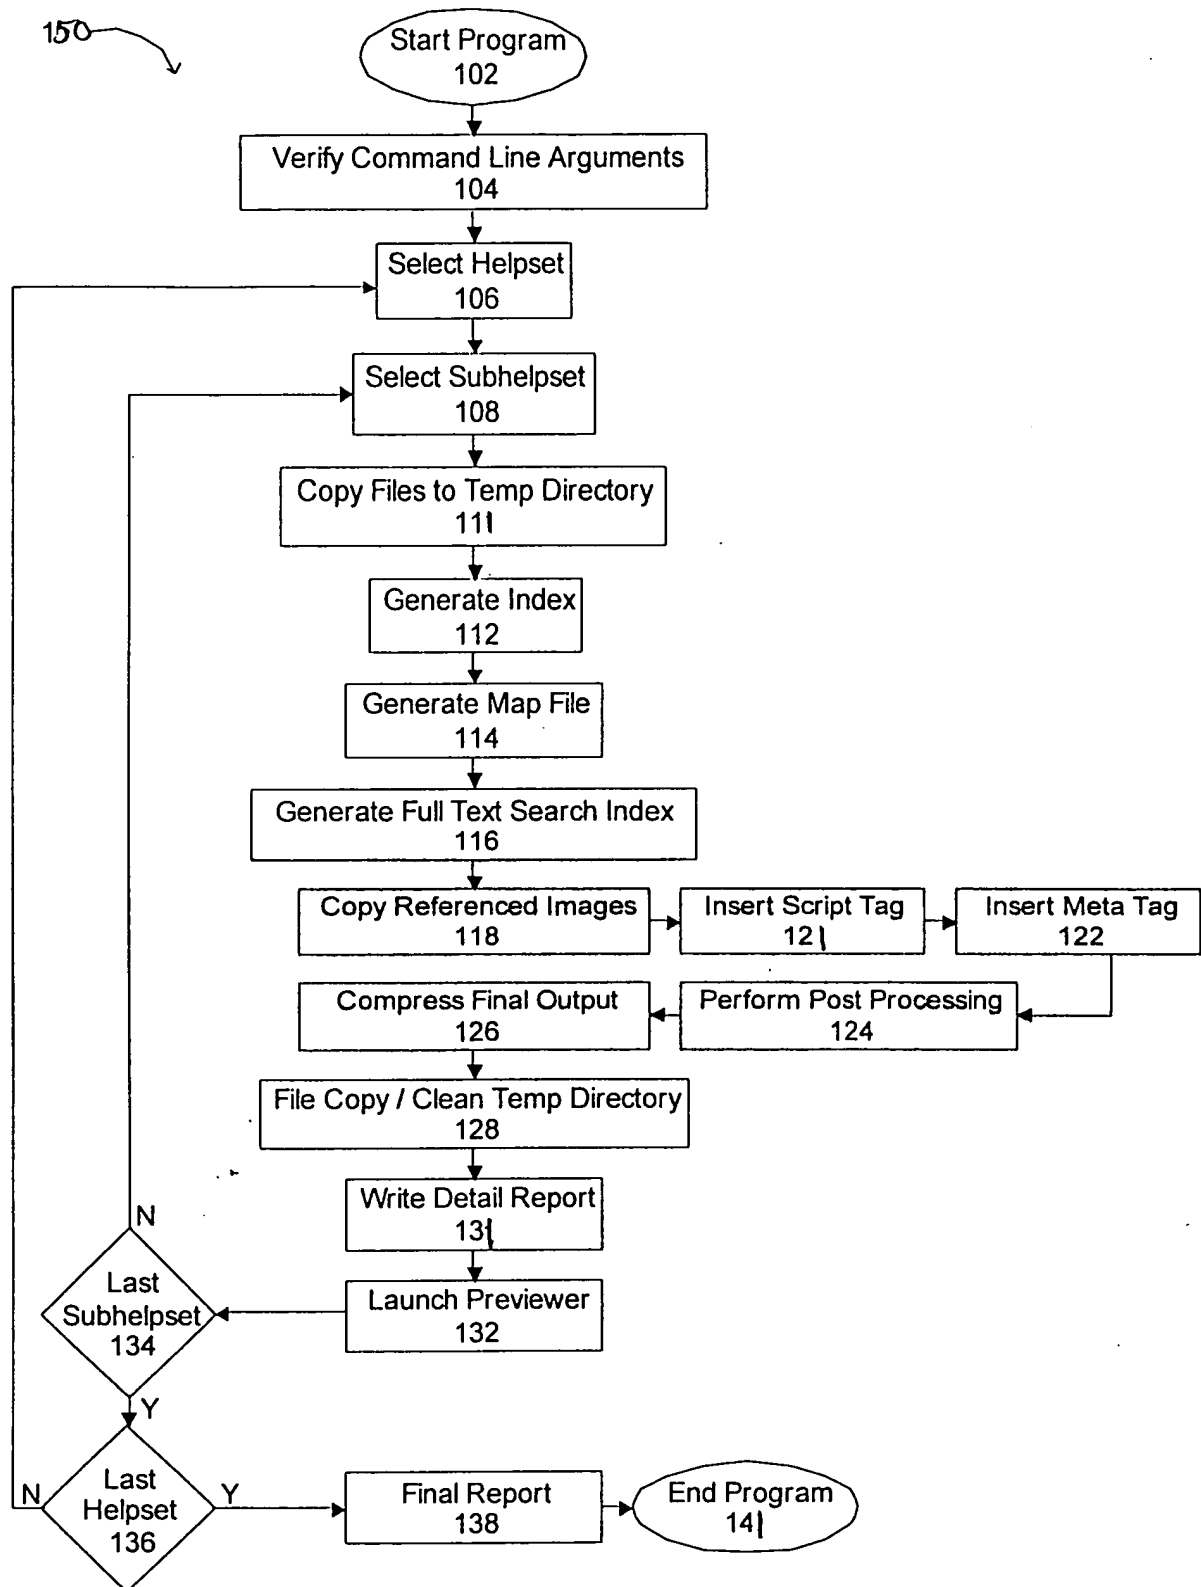 150
Start Program
102
Verify Command Line Arguments
104
Select Helpset
106
Select Subhelpset
108
Copy Files to Temp Directory
111
Generate Index
112
Generate Map File
114
Generate Full Text Search Index
116
Copy Referenced Images
118
Insert Script Tag
121
Insert Meta Tag
122
Perform Post Processing
124
Compress Final Output
126
File Copy / Clean Temp Directory
128
Write Detail Report
131
Launch Previewer
132
N
Last
Subhelpset
134
Y
N
Last
Helpset
136
Y
Final Report
138
End Program
141